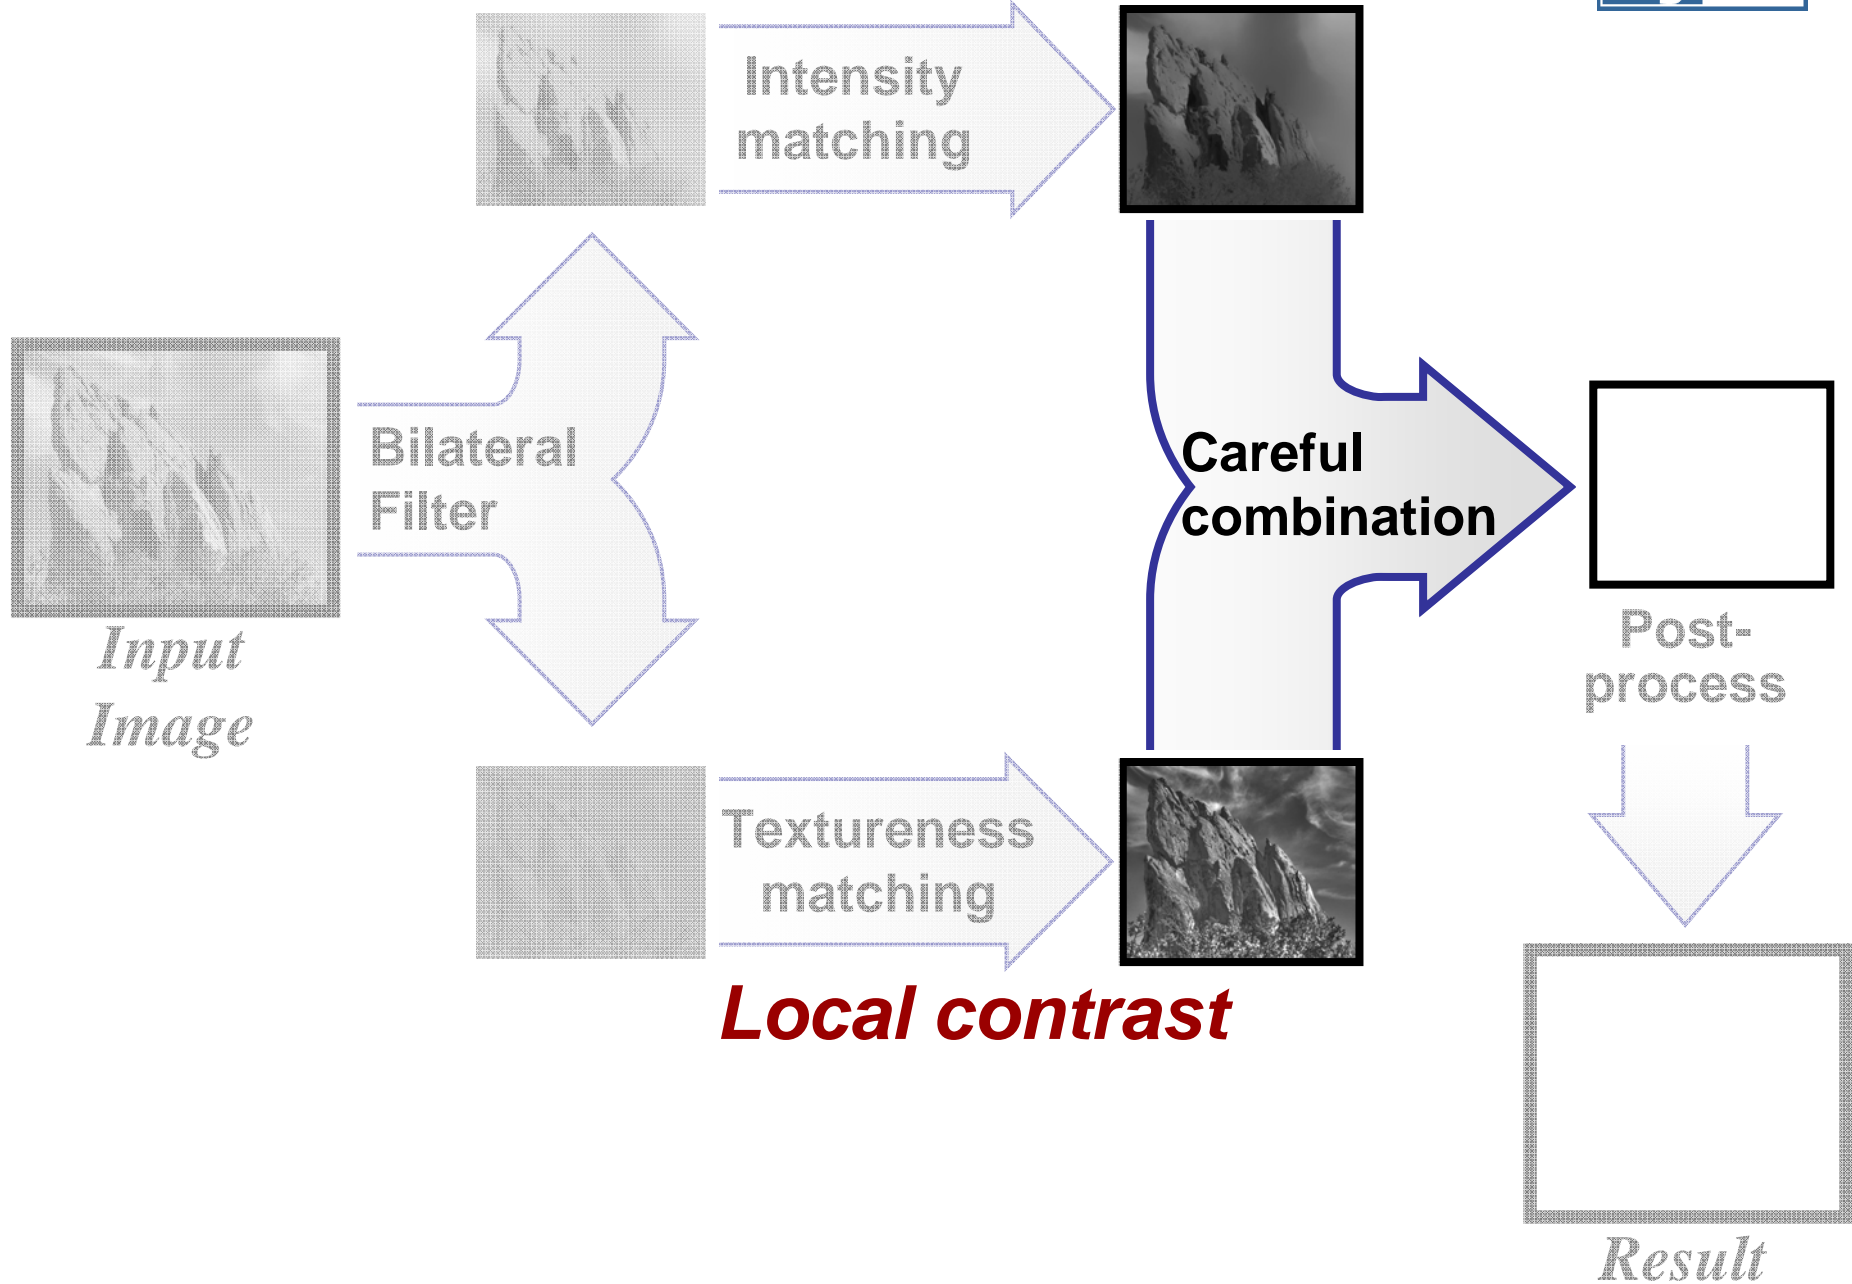 Intensity
matching
Bilateral
Filter
Careful
combination
Input
Image
Post-
process
Textureness
matching
Local contrast
Result